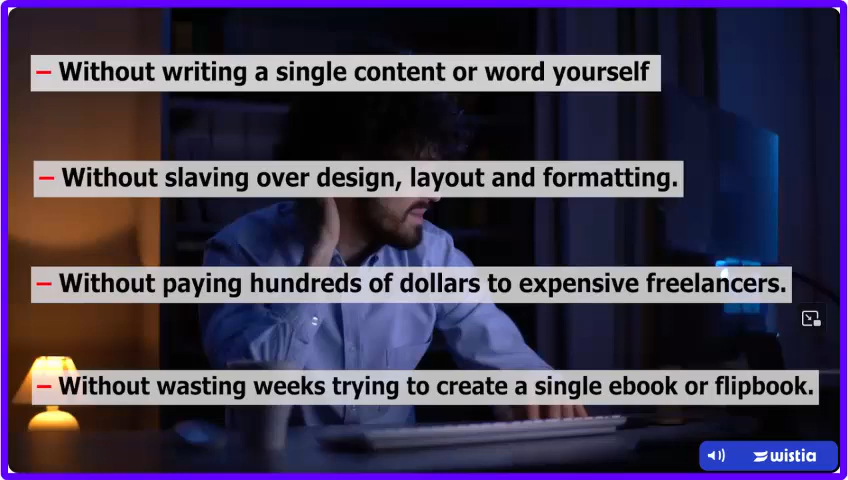 – Without writing a single content or word yourself
– Without slaving over design, layout and formatting.
– Without paying hundreds of dollars to expensive freelancers.
– Without wasting weeks trying to create a single ebook or flipbook.
wistia